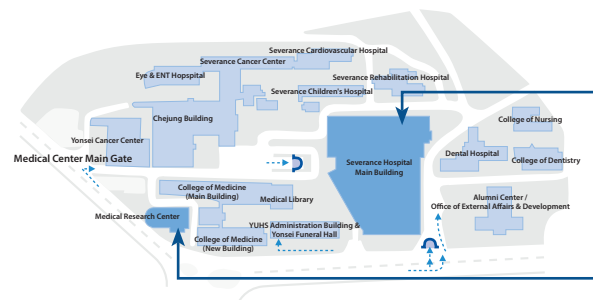 Severance Cardiovascular Hospital
Severance Cancer Center
Eye & ENT Hopspital
Severance Rehabilitation Hospital
Severance Children's Hospital
Chejung Building
College of Nursing
Yonsei Cancer Center
Medical Center Main Gate
Severance Hospital
Main Building
Dental Hospital
College of Dentistry
College of Medicine
(Main Building)
Medical Library
Alumni Center /
Office of External Affairs & Development
Medical Research Center
YUHS Administration Building &
Yonsei Funeral Hall
College of Medicine
(New Building)